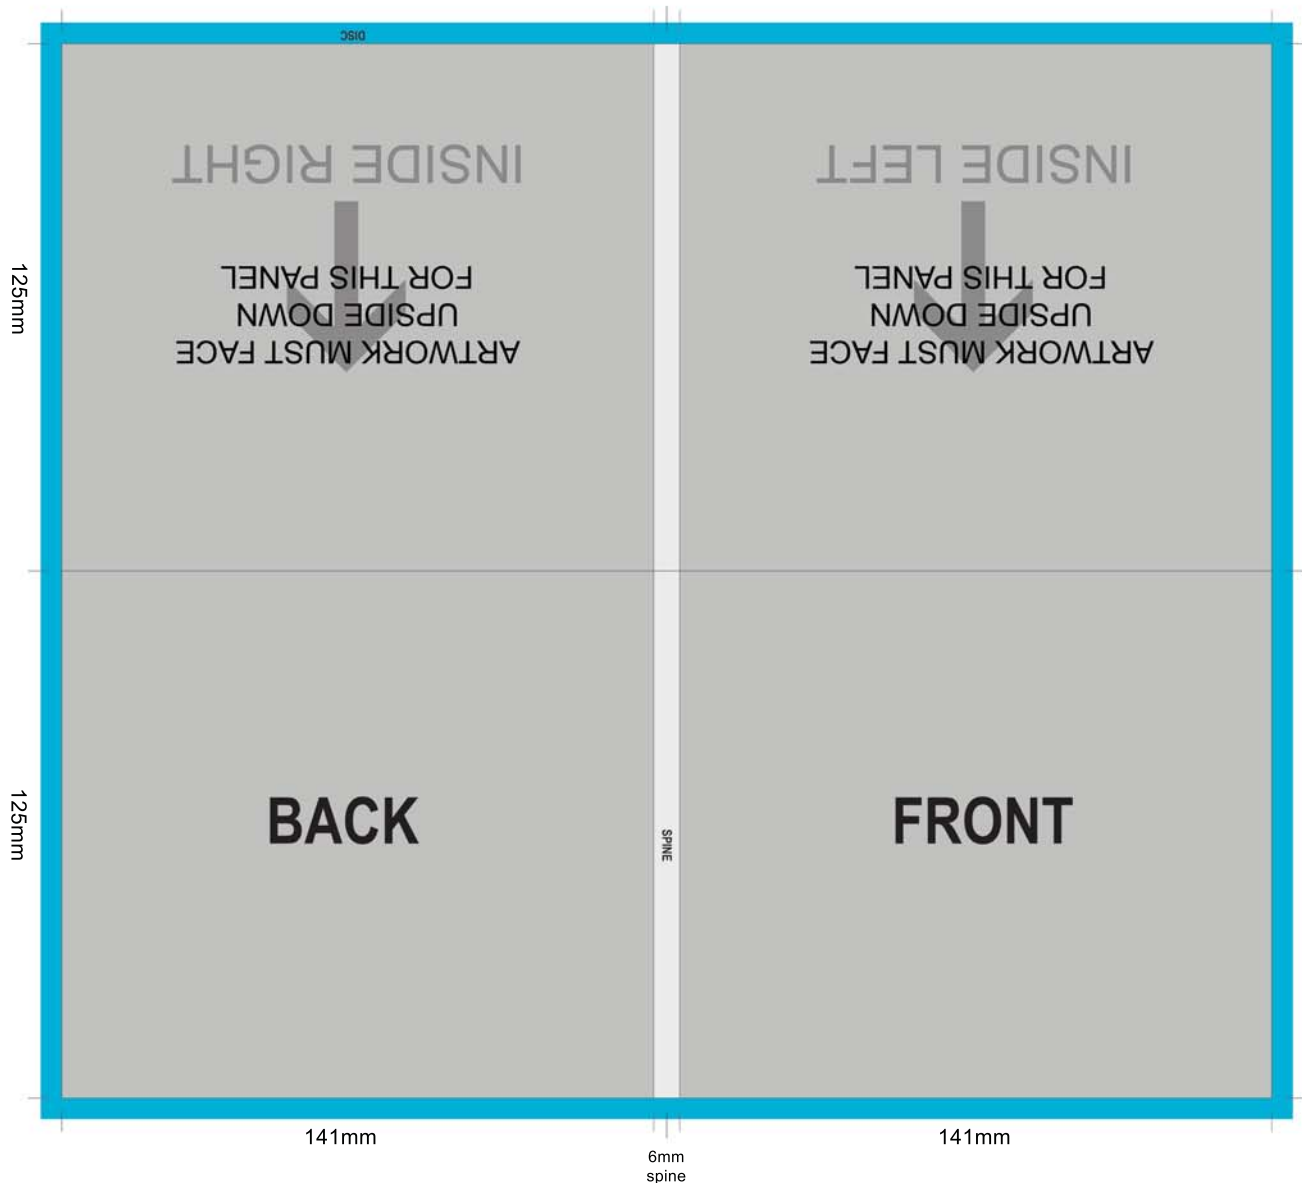 DISC
INSIDE RIGHT
ARTWORK MUST FACE
UPSIDE DOWN
FOR THIS PANEL
INSIDE LEFT
ARTWORK MUST FACE
UPSIDE DOWN
FOR THIS PANEL
125mm
BACK
SPINE
FRONT
125mm
141mm
6mm
spine
141mm